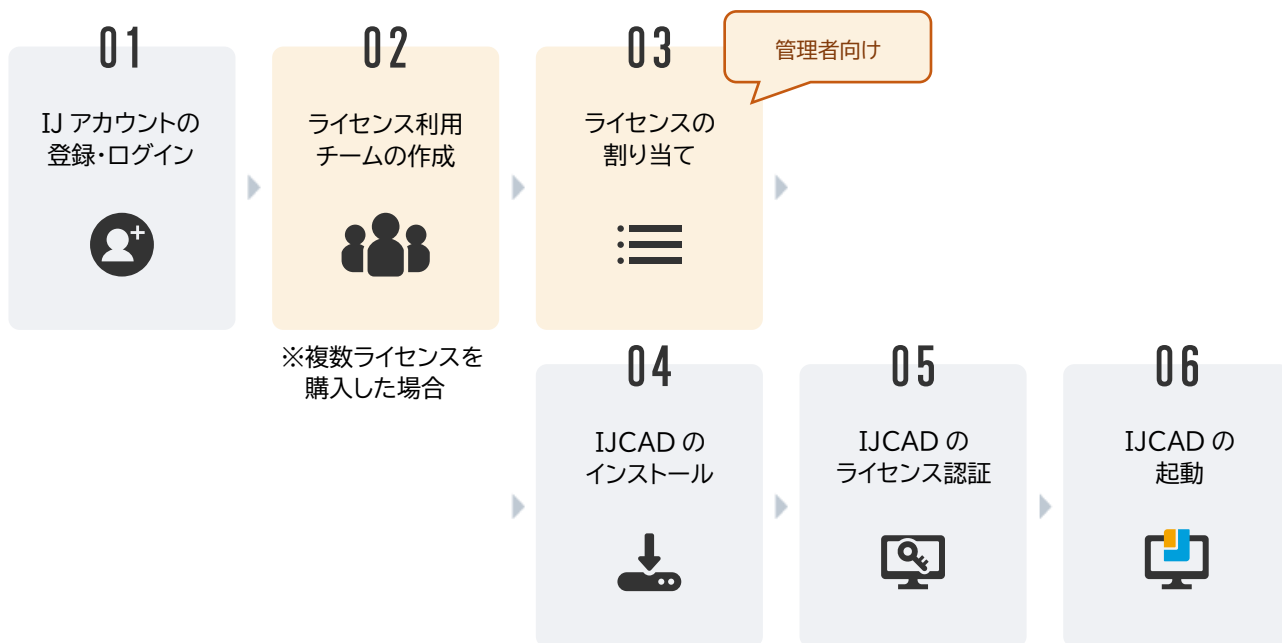 01
IJ アカウントの
登録・ログイン
02
ライセンス利用
チームの作成
※複数ライセンスを
購入した場合
03
ライセンスの
割り当て
管理者向け
04
IJCAD の
インストール
05
IJCAD の
ライセンス認証
06
IJCAD の
起動